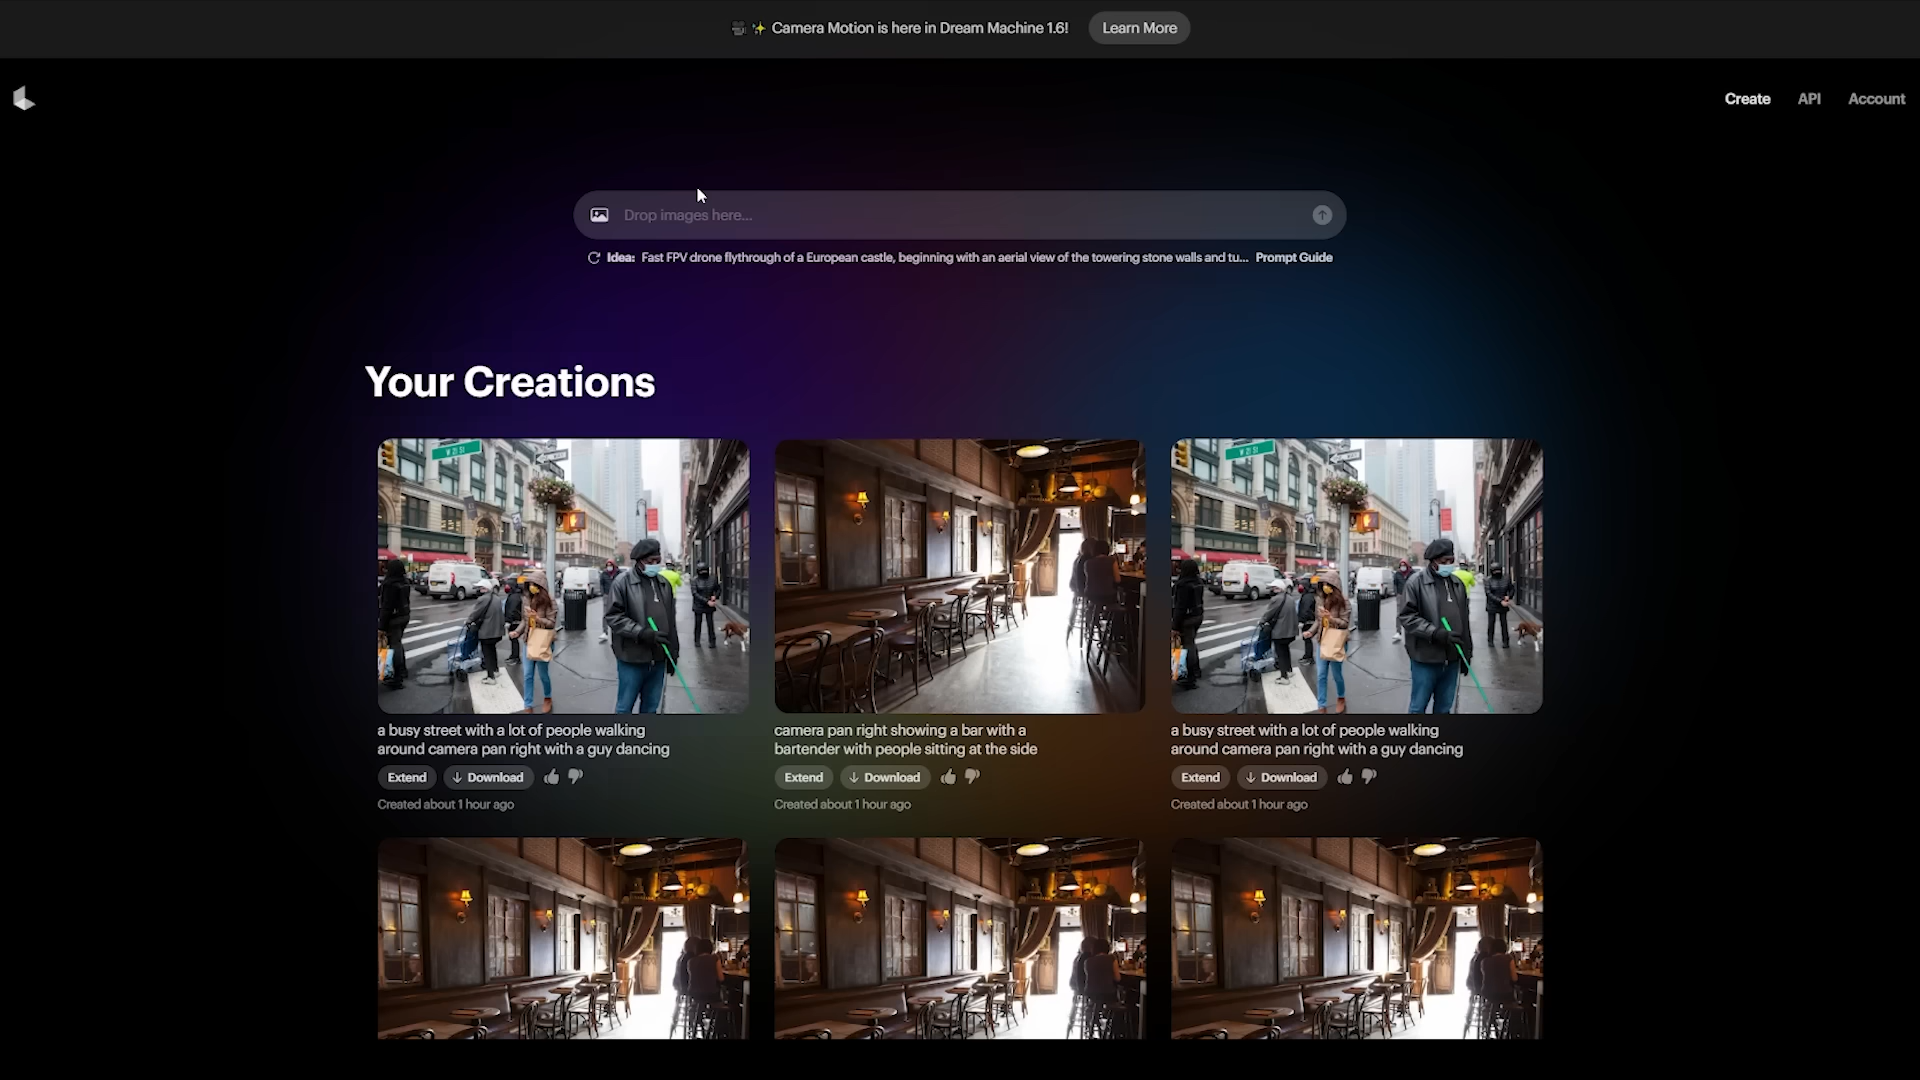 Camera Motion is here in Dream Machine 1.6! Learn More
Create API Account
Drop images here...
Idea: Fast FPV drone flythrough of a European castle, beginning with an aerial view of the towering stone walls and tu... Prompt Guide
Your Creations
W 21 St
W 21 St
a busy street with a lot of people walking
around camera pan right with a guy dancing
Extend Download
Created about 1 hour ago
camera pan right showing a bar with a
bartender with people sitting at the side
Extend Download
Created about 1 hour ago
a busy street with a lot of people walking
around camera pan right with a guy dancing
Extend Download
Created about 1 hour ago